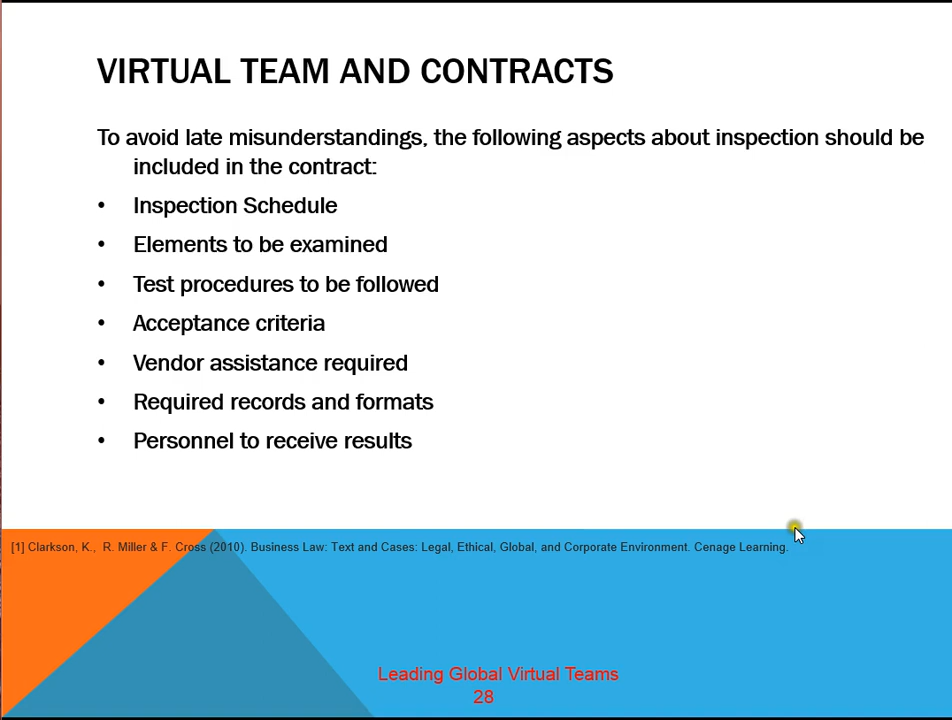 VIRTUAL TEAM AND CONTRACTS
To avoid late misunderstandings, the following aspects about inspection should be
included in the contract:
• Inspection Schedule
• Elements to be examined
• Test procedures to be followed
• Acceptance criteria
• Vendor assistance required
• Required records and formats
• Personnel to receive results
[1] Clarkson, K., R. Miller & F. Cross (2010). Business Law: Text and Cases: Legal, Ethical, Global, and Corporate Environment. Cenage Learning.
Leading Global Virtual Teams
28